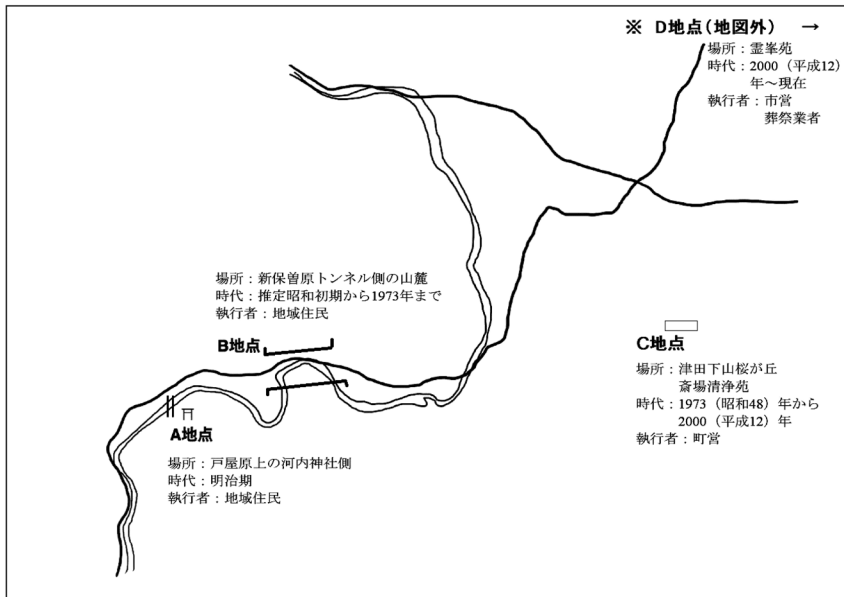 ※ D地点（地図外） →
場所：霊峯苑
時代：2000（平成12）
年～現在
執行者：市営
葬祭業者
場所：新保曽原トンネル側の山麓
時代：推定昭和初期から1973年まで
執行者：地域住民
B地点
C地点
場所：津田下山桜が丘
斎場清浄苑
時代：1973（昭和48）年から
2000（平成12）年
執行者：町営
A地点
場所：戸屋原上の河内神社側
時代：明治期
執行者：地域住民